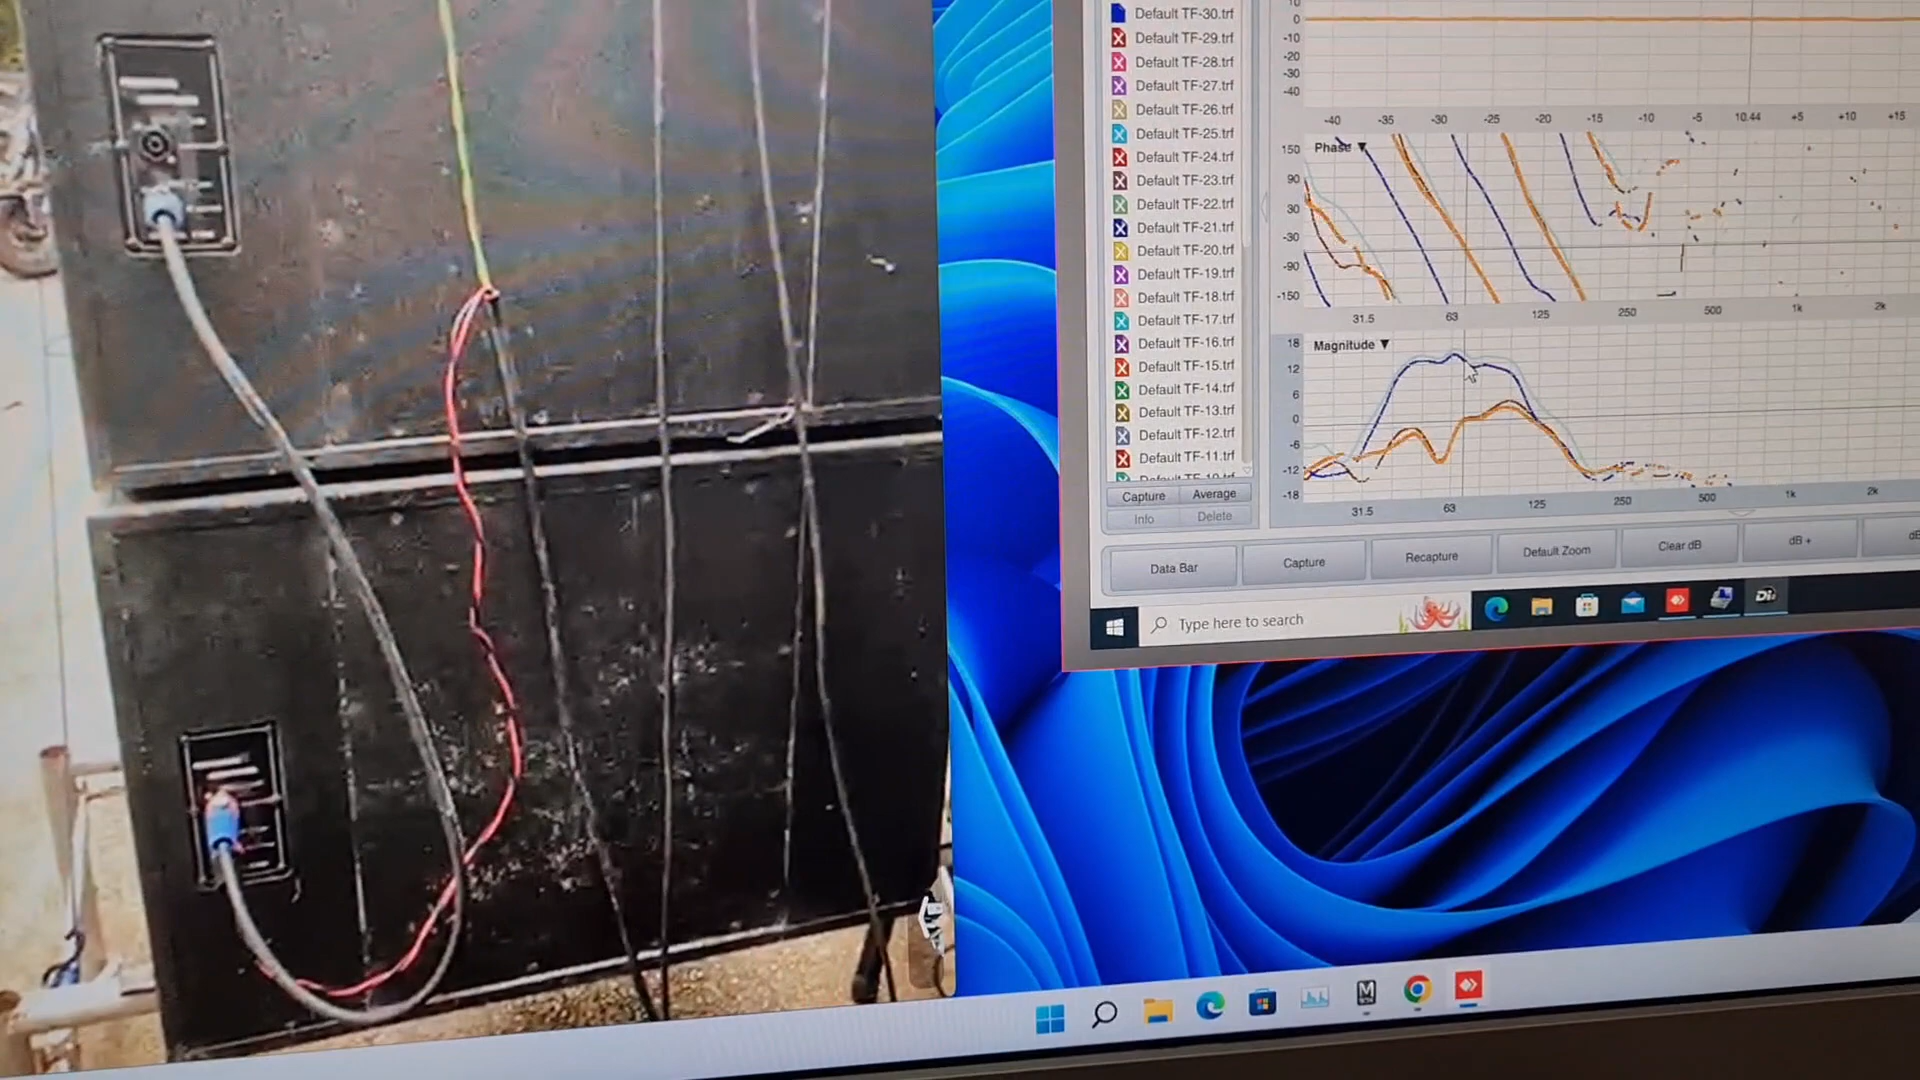 Default TF-30.trf
Default TF-29.trf
Default TF-28.trf
Default TF-27.trf
Default TF-26.trf
Default TF-25.trf
Default TF-24.trf
Default TF-23.trf
Default TF-22.trf
Default TF-21.trf
Default TF-20.trf
Default TF-19.trf
Default TF-18.trf
Default TF-17.trf
Default TF-16.trf
Default TF-15.trf
Default TF-14.trf
Default TF-13.trf
Default TF-12.trf
Default TF-11.trf
Capture Average
Info Delete
10
0
-10
-20
-30
-40
-40 -35 -30 -25 -20 -15 -10 -5 10.44 +5 +10 +15
Phase
150
90
30
-30
-90
-150
31.5 63 125 250 500 1k 2k
Magnitude
18
12
6
0
-6
-12
-18
31.5 63 125 250 500 1k 2k
Data Bar Capture Recapture Default Zoom Clear dB dB +
Type here to search
Di
M